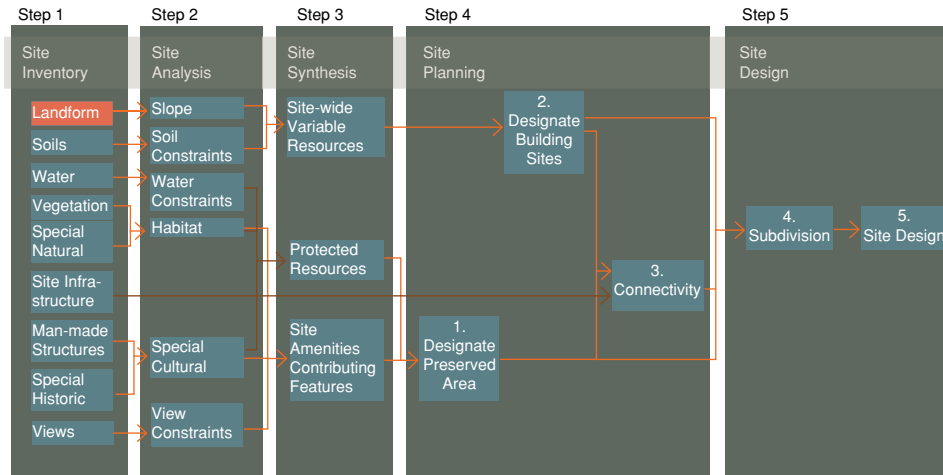 Step 1
Step 2
Step 3
Step 4
Step 5
Site
Inventory
Site
Analysis
Site
Synthesis
Site
Planning
Site
Design
Landform
Soils
Water
Vegetation
Special
Natural
Site Infra-
structure
Man-made
Structures
Special
Historic
Views
Slope
Soil
Constraints
Water
Constraints
Habitat
Special
Cultural
View
Constraints
Site-wide
Variable
Resources
Protected
Resources
Site
Amenities
Contributing
Features
2.
Designate
Building
Sites
3.
Connectivity
1.
Designate
Preserved
Area
4.
Subdivision
5.
Site Design